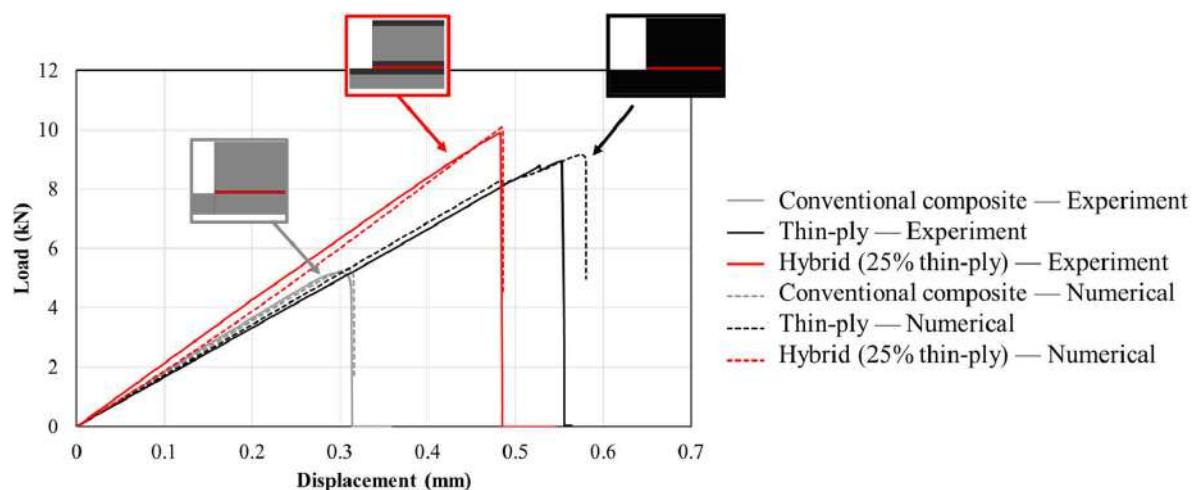 12
10
8
6
4
2
0
Load (kN)
0 0.1 0.2 0.3 0.4 0.5 0.6 0.7
Displacement (mm)
Conventional composite — Experiment
Thin-ply — Experiment
Hybrid (25% thin-ply) — Experiment
Conventional composite — Numerical
Thin-ply — Numerical
Hybrid (25% thin-ply) — Numerical